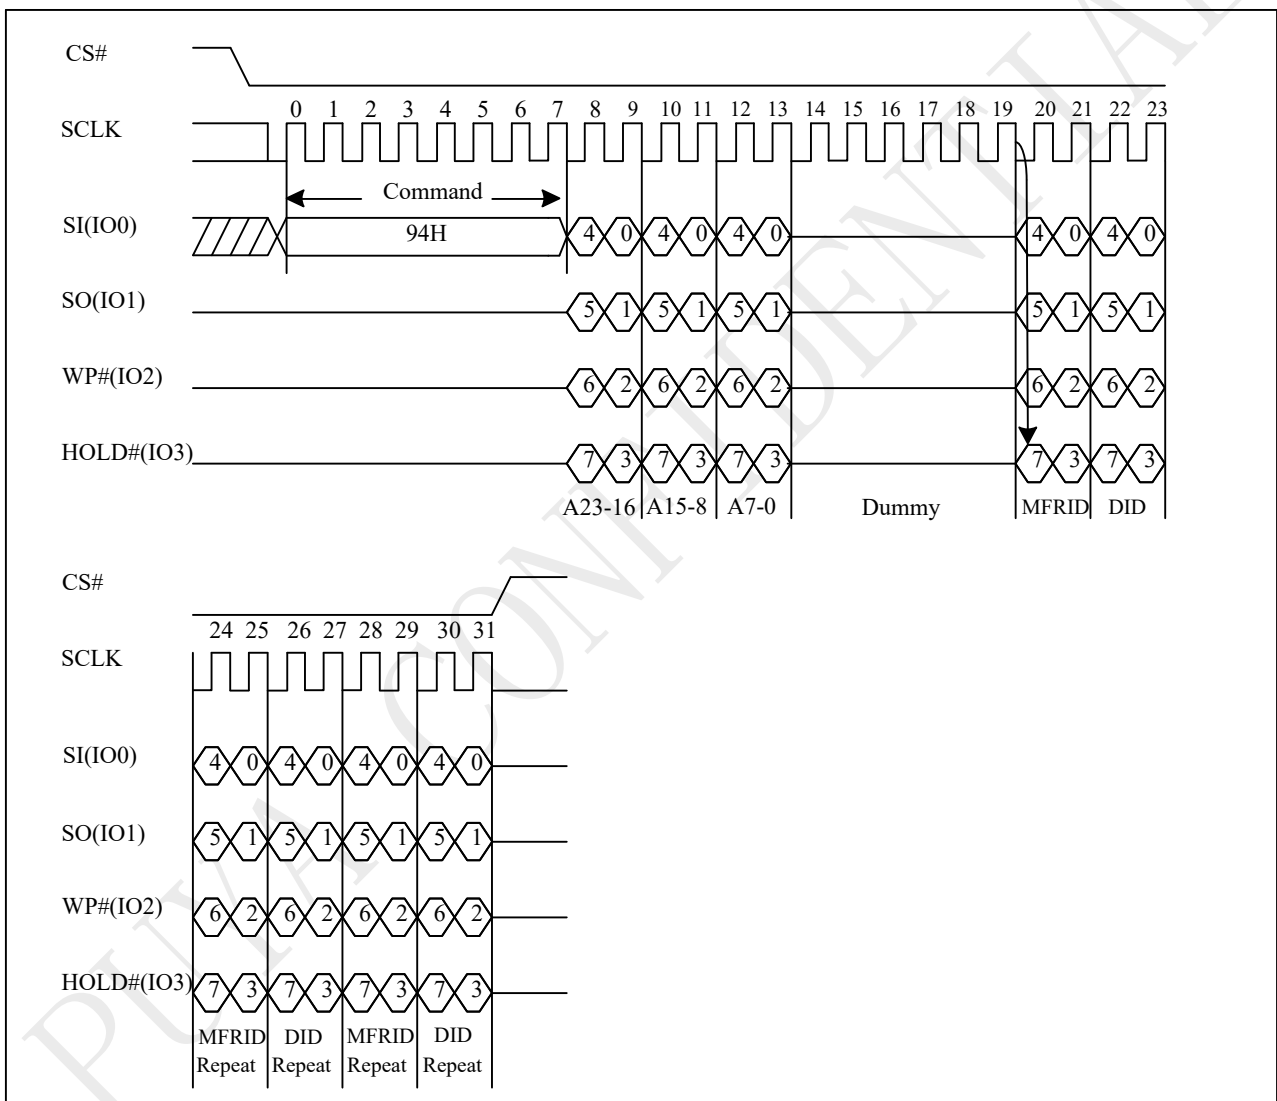 CS#
0 1 2 3 4 5 6 7 8 9 10 11 12 13 14 15 16 17 18 19 20 21 22 23
SCLK
Command
SI(IO0) 94H 4 0 4 0 4 0 4 0 4 0
SO(IO1) 5 1 5 1 5 1 5 1 5 1
WP#(IO2) 6 2 6 2 6 2 6 2 6 2
HOLD#(IO3) 7 3 7 3 7 3 7 3 7 3
A23-16 A15-8 A7-0 Dummy MFRID DID
CS#
24 25 26 27 28 29 30 31
SCLK
SI(IO0) 4 0 4 0 4 0 4 0
SO(IO1) 5 1 5 1 5 1 5 1
WP#(IO2) 6 2 6 2 6 2 6 2
HOLD#(IO3) 7 3 7 3 7 3 7 3
MFRID DID MFRID DID
Repeat Repeat Repeat Repeat
PUYA CONFIDENTIAL